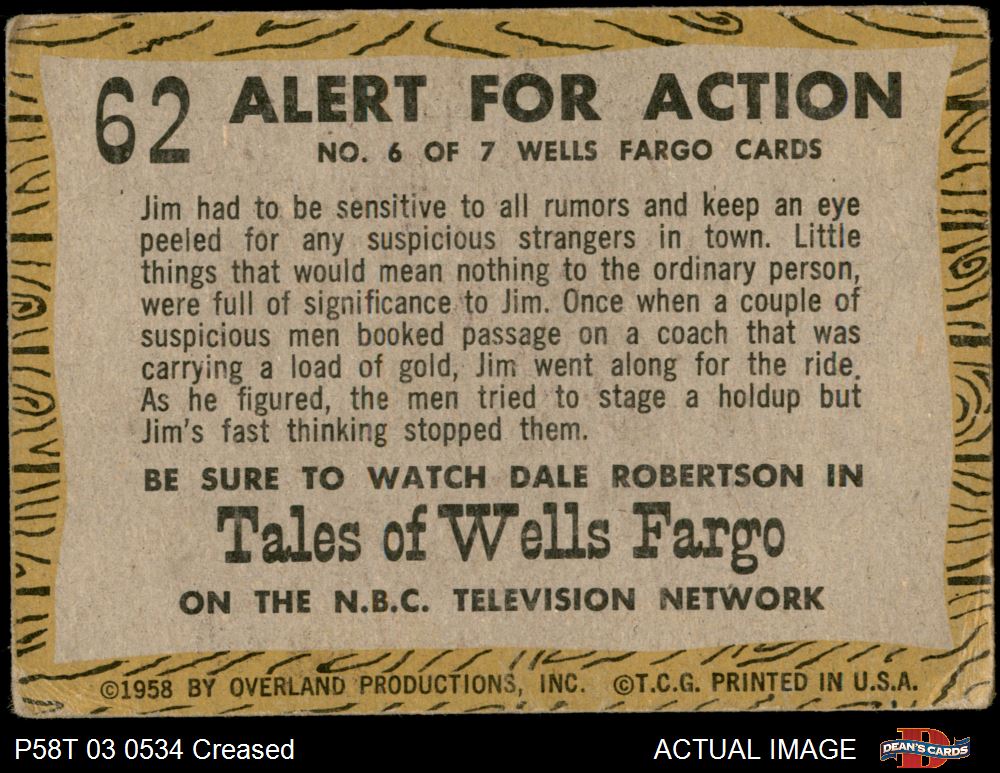 62 ALERT FOR ACTION
NO. 6 OF 7 WELLS FARGO CARDS
Jim had to be sensitive to all rumors and keep an eye
peeled for any suspicious strangers in town. Little
things that would mean nothing to the ordinary person,
were full of significance to Jim. Once when a couple of
suspicious men booked passage on a coach that was
carrying a load of gold, Jim went along for the ride.
As he figured, the men tried to stage a holdup but
Jim's fast thinking stopped them.
BE SURE TO WATCH DALE ROBERTSON IN
Tales of Wells Fargo
ON THE N.B.C. TELEVISION NETWORK
©1958 BY OVERLAND PRODUCTIONS, INC. ©T.C.G. PRINTED IN U.S.A.
P58T 03 0534 Creased ACTUAL IMAGE
D
DEAN'S CARDS